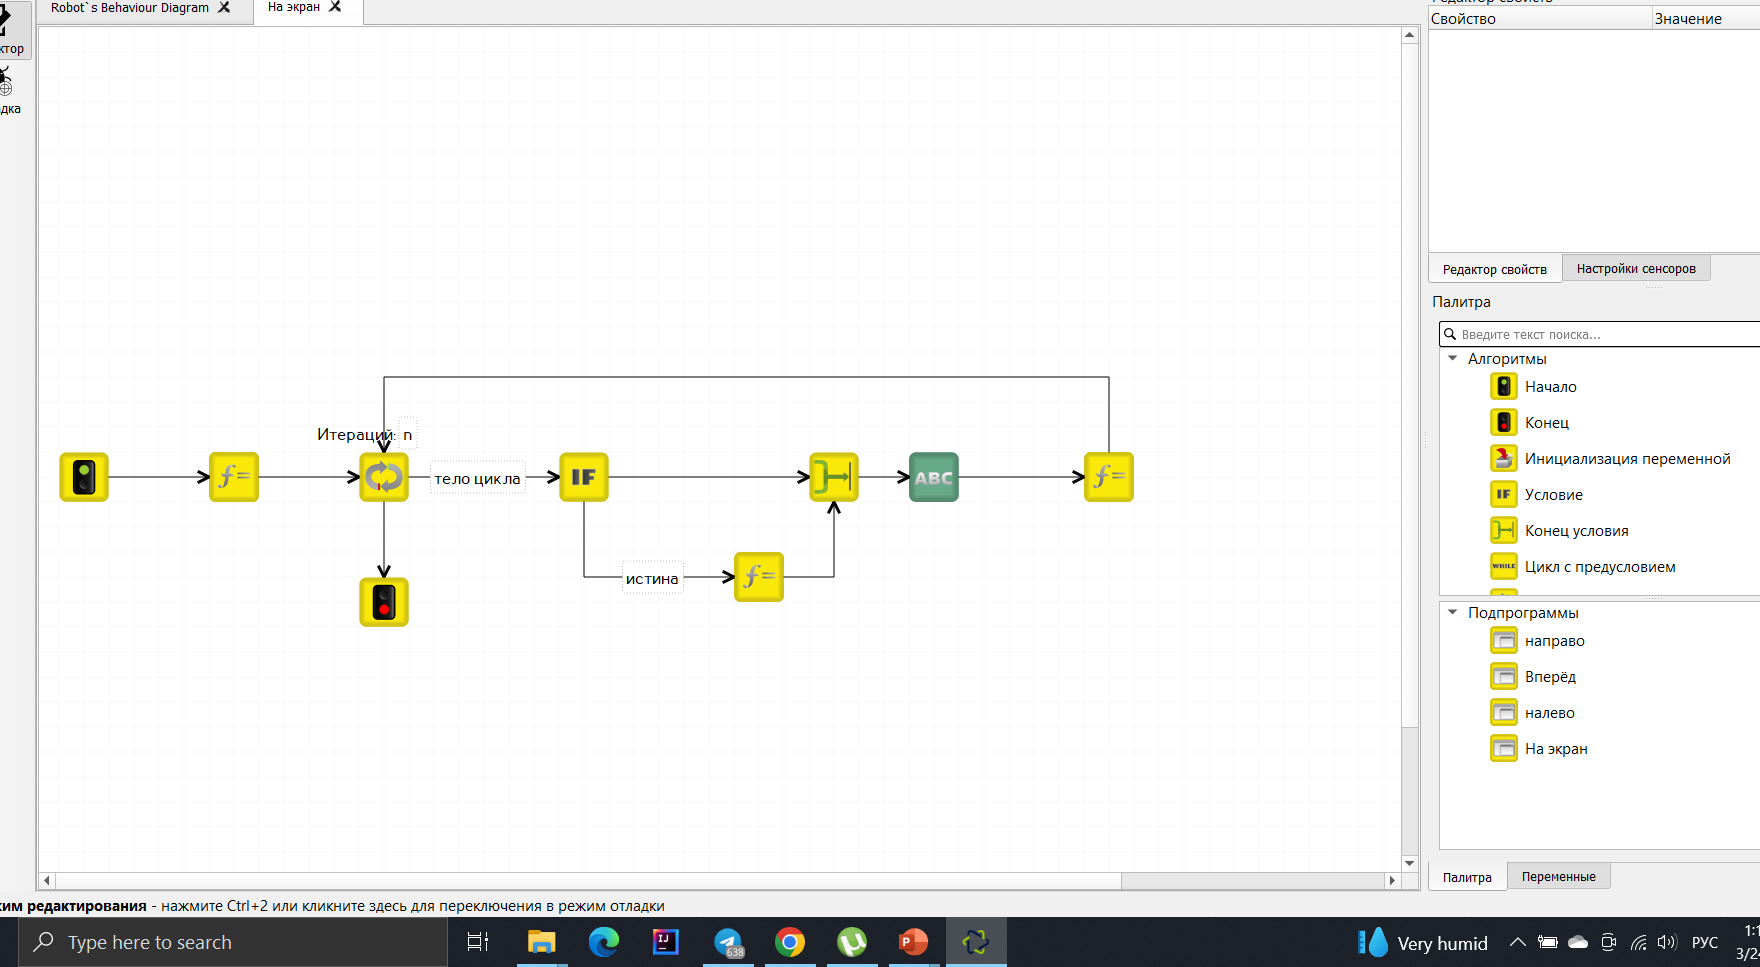 Robot`s Behaviour Diagram
На экран
Свойство
Значение
Редактор свойств
Настройки сенсоров
Палитра
Введите текст поиска...
Алгоритмы
IF
Начало
Конец
Инициализация переменной
IF
Условие
Конец условия
WHILE
Цикл с предусловием
Подпрограммы
направо
Вперёд
налево
На экран
Палитра
Переменные
Итераций: n
f=
тело цикла
ABC
f=
истина
f=
редактирования - нажмите Ctrl+2 или кликните здесь для переключения в режим отладки
Type here to search
IJ
638
P
Very humid
РУС